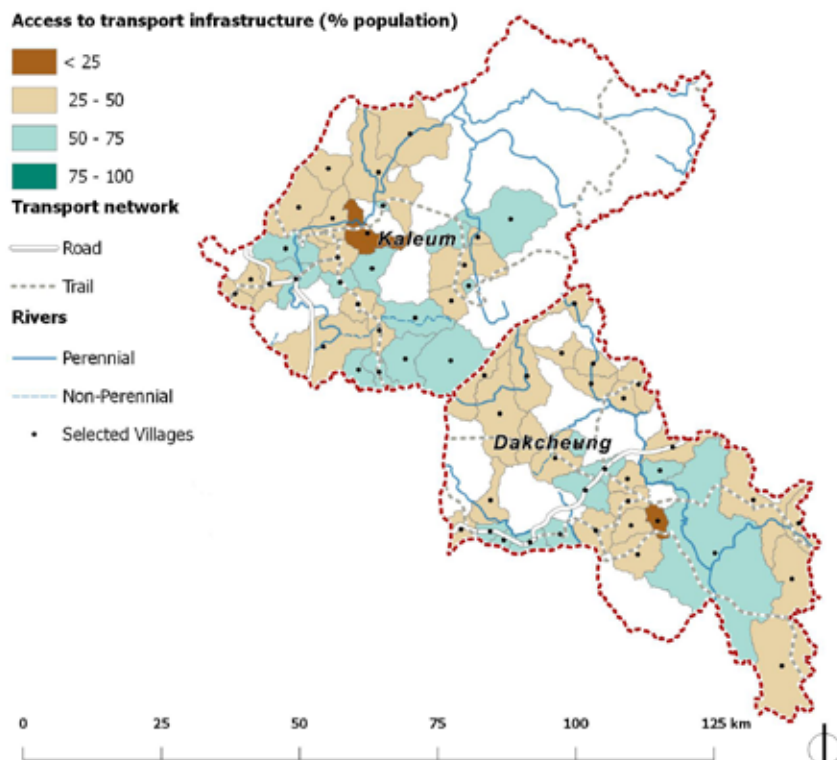 Access to transport infrastructure (% population)
< 25
25 - 50
50 - 75
75 - 100
Transport network
Road
Trail
Rivers
Perennial
Non-Perennial
Selected Villages
Kaleum
Dakcheung
0 25 50 75 100 125 km